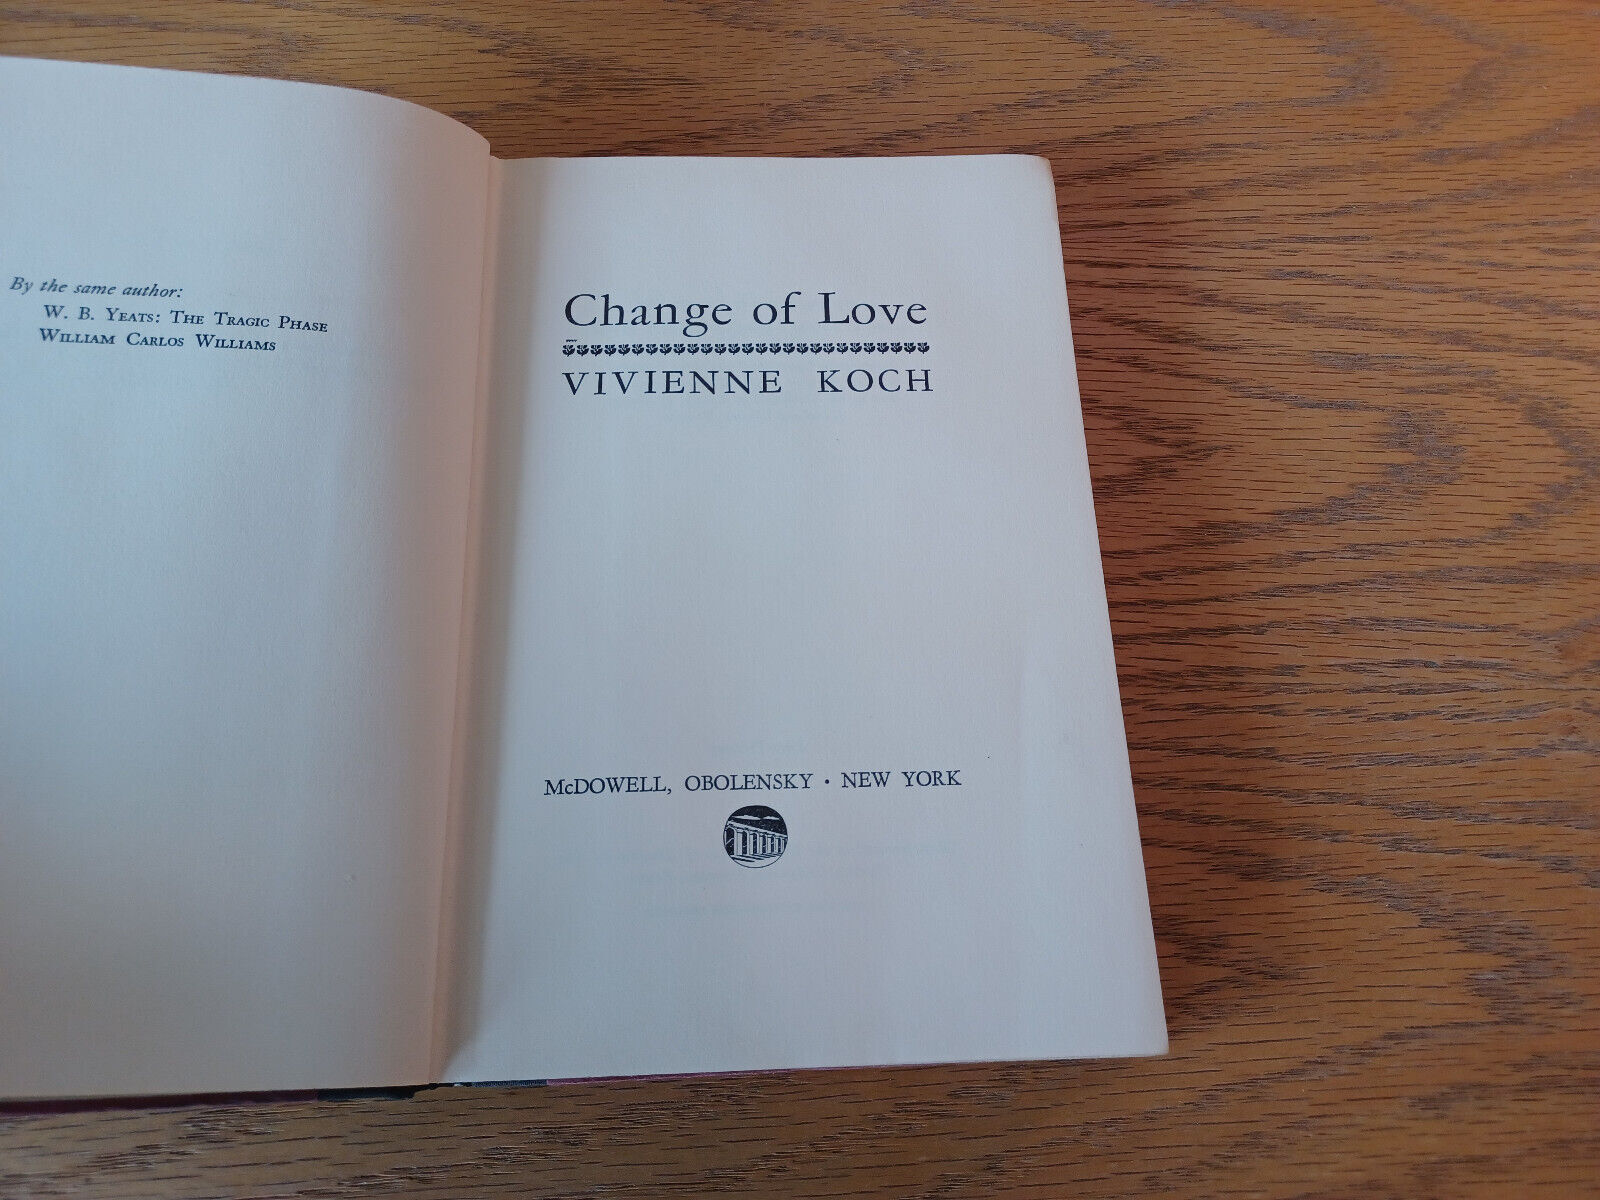 By the same author:
W. B. Yeats: The Tragic Phase
William Carlos Williams
Change of Love
VIVIENNE KOCH
McDOWELL, OBOLENSKY · NEW YORK